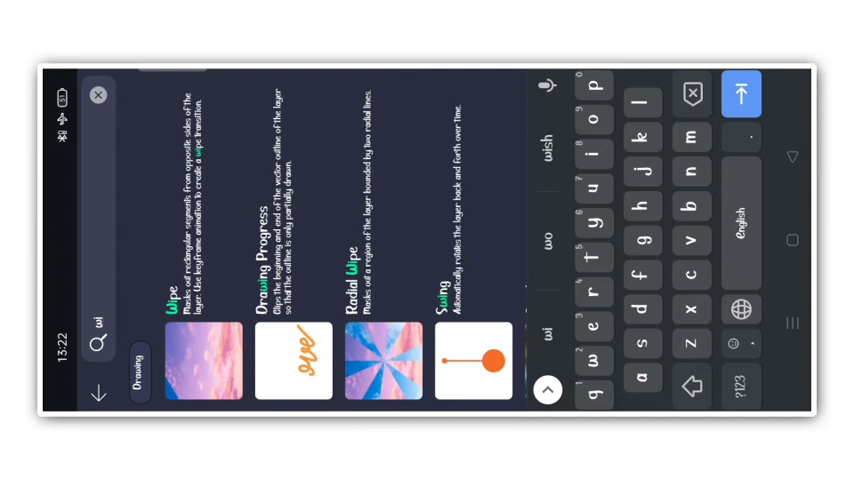 13:22
51
wi
Drawing
Wipe
Masks out rectangular segments from opposite sides of the
layer. Use keyframe animation to create a wipe transition.
Drawing Progress
Clips the beginning and end of the vector outline of the layer
so that the outline is only partially drawn.
Radial Wipe
Masks out a region of the layer bounded by two radial lines.
Swing
Automatically rotates the layer back and forth over time.
wi wo wish
1 2 3 4 5 6 7 8 9 0
q w e r t y u i o p
a s d f g h j k l
z x c v b n m
?123 , English .